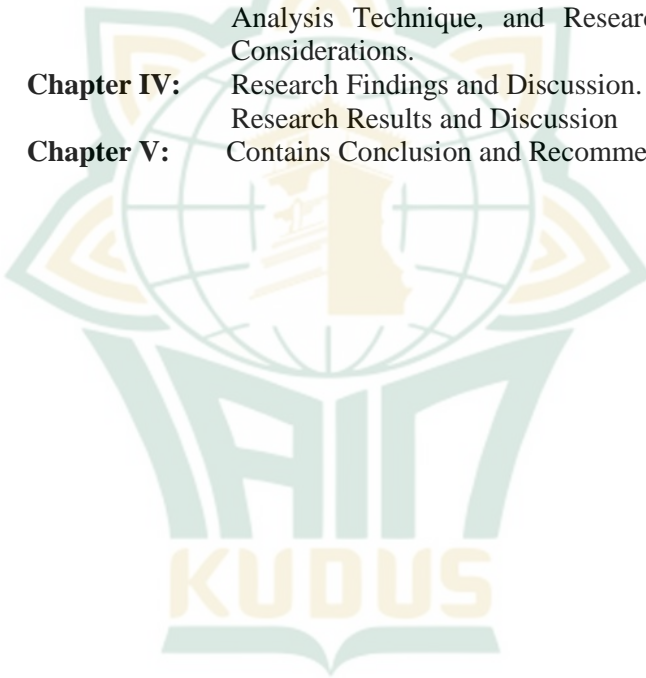 Analysis Technique, and Resear
Considerations.
Chapter IV: Research Findings and Discussion.
Research Results and Discussion
Chapter V: Contains Conclusion and Recomme
IAIN
KUDUS